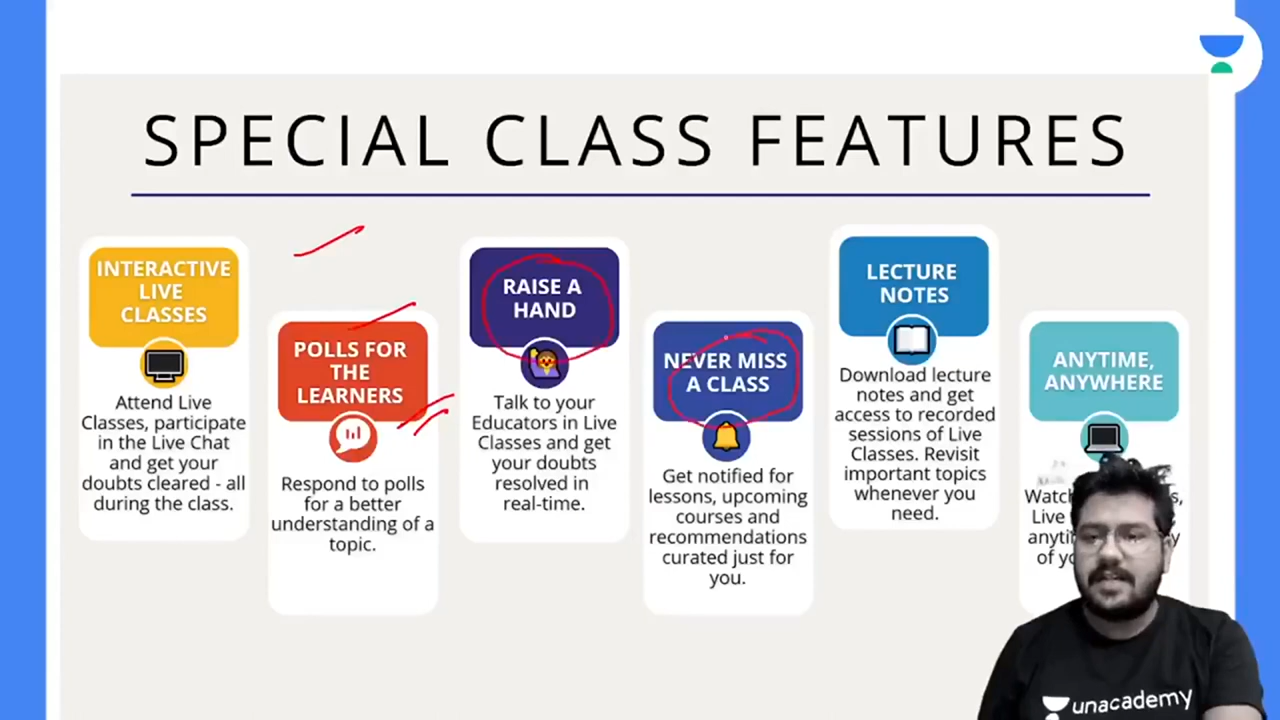 SPECIAL CLASS FEATURES
INTERACTIVE
LIVE
CLASSES
Attend Live
Classes, participate
in the Live Chat
and get your
doubts cleared - all
during the class.
POLLS FOR
THE
LEARNERS
Respond to polls
for a better
understanding of a
topic.
RAISE A
HAND
Talk to your
Educators in Live
Classes and get
your doubts
resolved in
real-time.
NEVER MISS
A CLASS
Get notified for
lessons, upcoming
courses and
recommendations
curated just for
you.
LECTURE
NOTES
Download lecture
notes and get
access to recorded
sessions of Live
Classes. Revisit
important topics
whenever you
need.
ANYTIME,
ANYWHERE
Live
of
unacademy